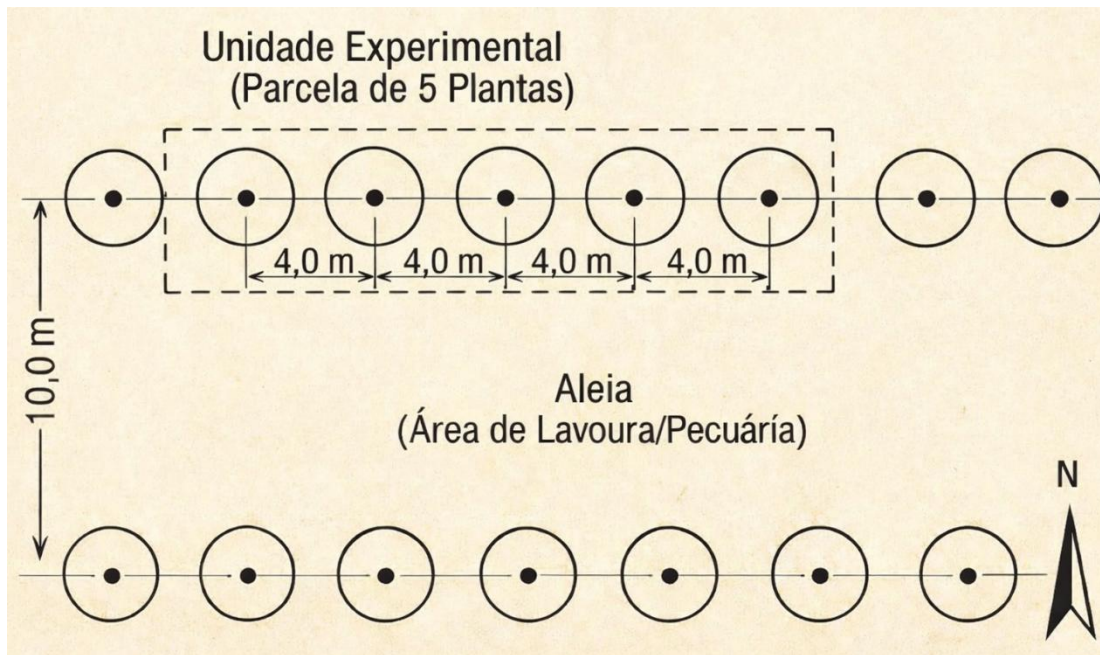 Unidade Experimental
(Parcela de 5 Plantas)
4,0 m 4,0 m 4,0 m 4,0 m
10,0 m
Aleia
(Área de Lavoura/Pecuáría)
N